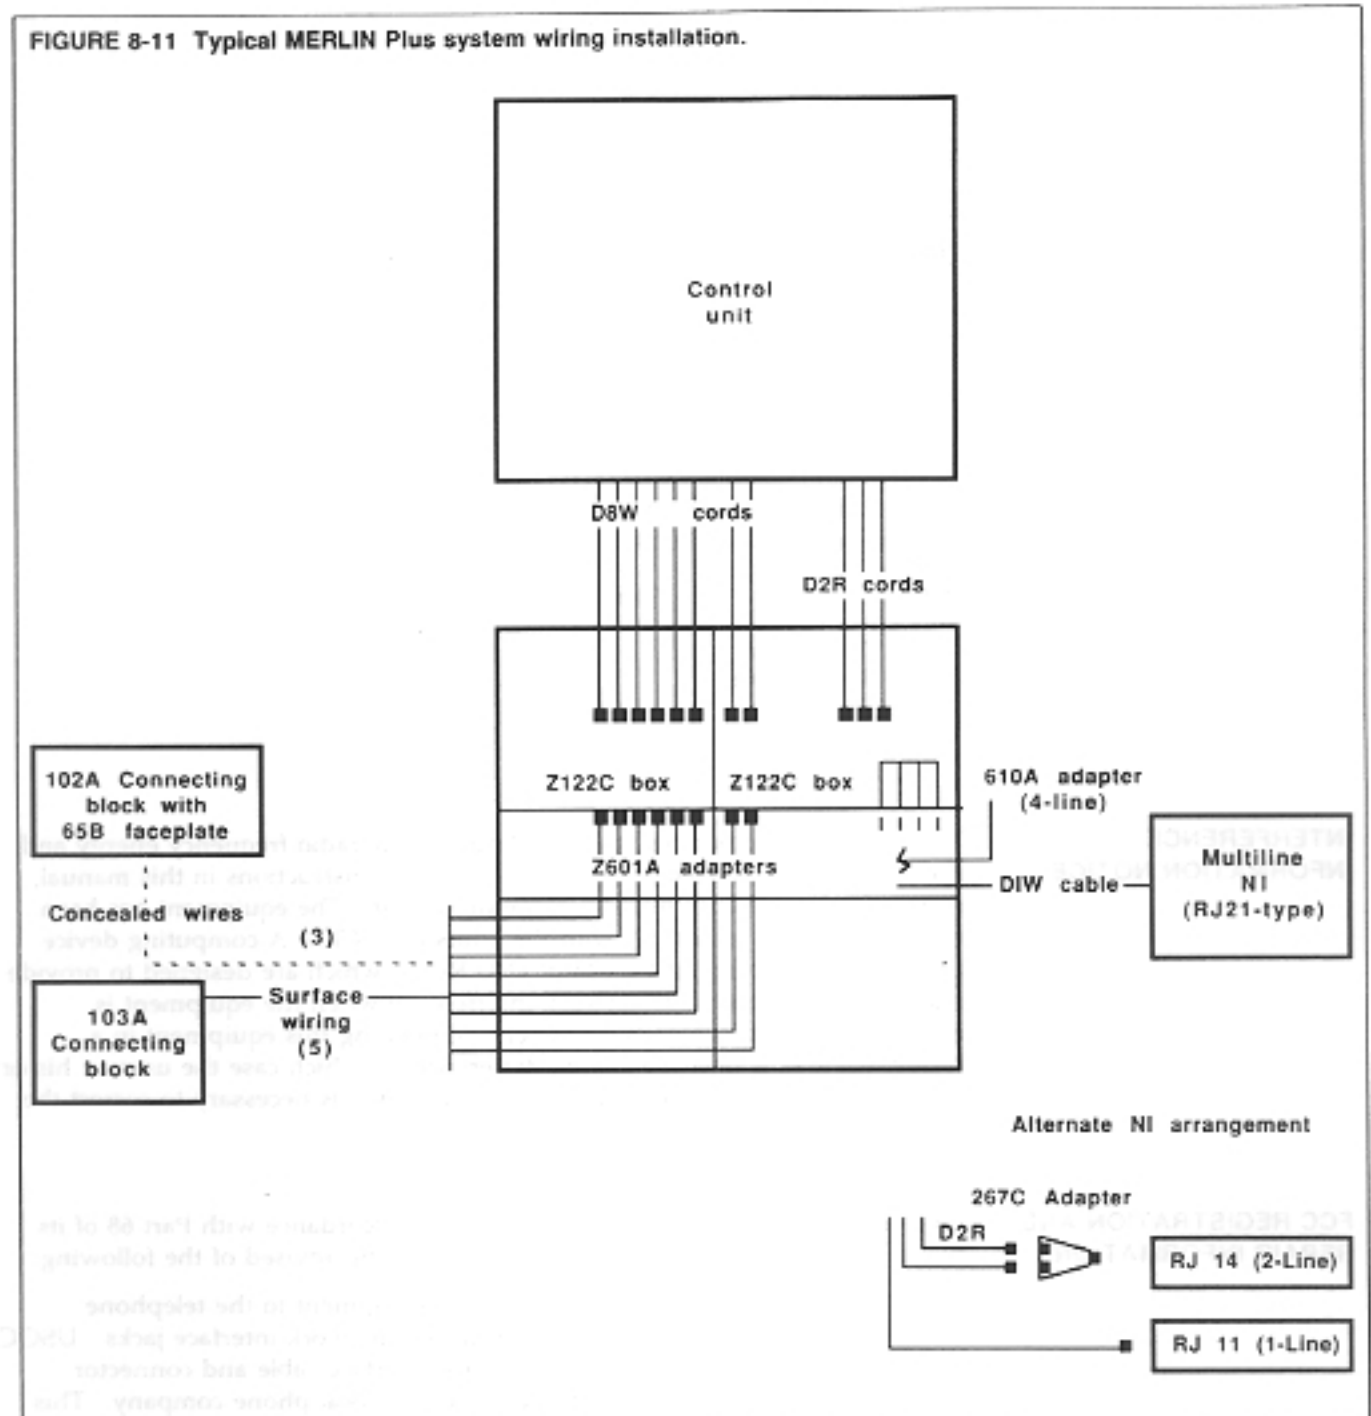 FIGURE 8-11 Typical MERLIN Plus system wiring installation.
Control
unit
D8W cords
D2R cords
Z122C box
Z122C box
610A adapter
(4-line)
102A Connecting
block with
65B faceplate
Z601A adapters
DIW cable
Multiline
NI
(RJ21-type)
Concealed wires
(3)
Surface
wiring
(5)
103A
Connecting
block
Alternate NI arrangement
267C Adapter
D2R
RJ 14 (2-Line)
RJ 11 (1-Line)